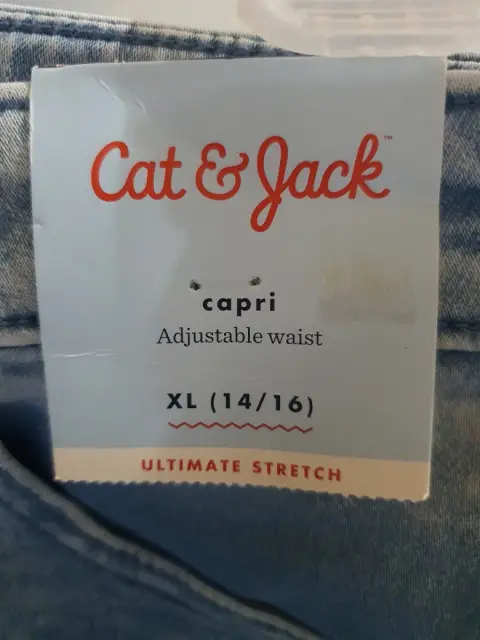 Cat & Jack™
capri
Adjustable waist
XL (14/16)
ULTIMATE STRETCH